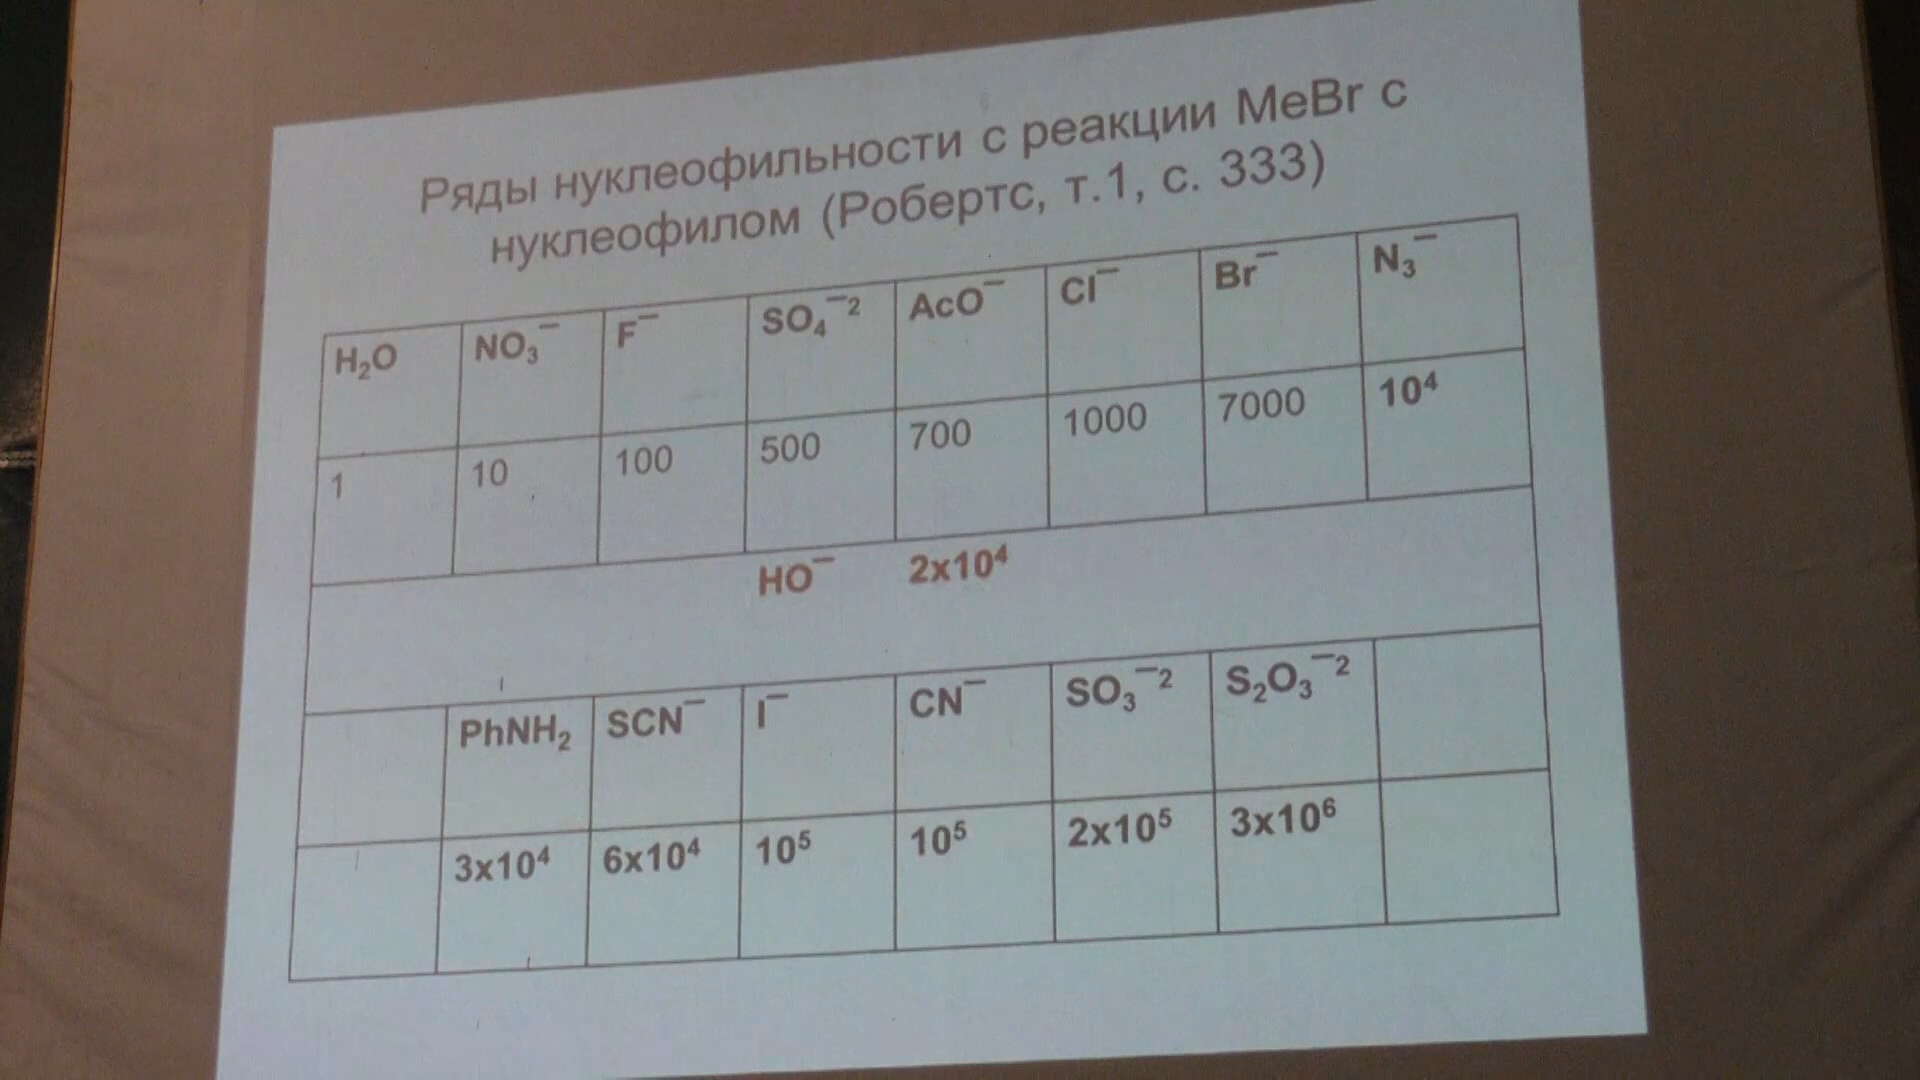 Ряды нуклеофильности с реакции MeBr с
нуклеофилом (Робертс, т.1, с. 333)
H₂O NO₃⁻ F⁻ SO₄⁻² AcO⁻ Cl⁻ Br⁻ N₃⁻
1 10 100 500 700 1000 7000 10⁴
HO⁻ 2x10⁴
PhNH₂ SCN⁻ I⁻ CN⁻ SO₃⁻² S₂O₃⁻²
3x10⁴ 6x10⁴ 10⁵ 10⁵ 2x10⁵ 3x10⁶